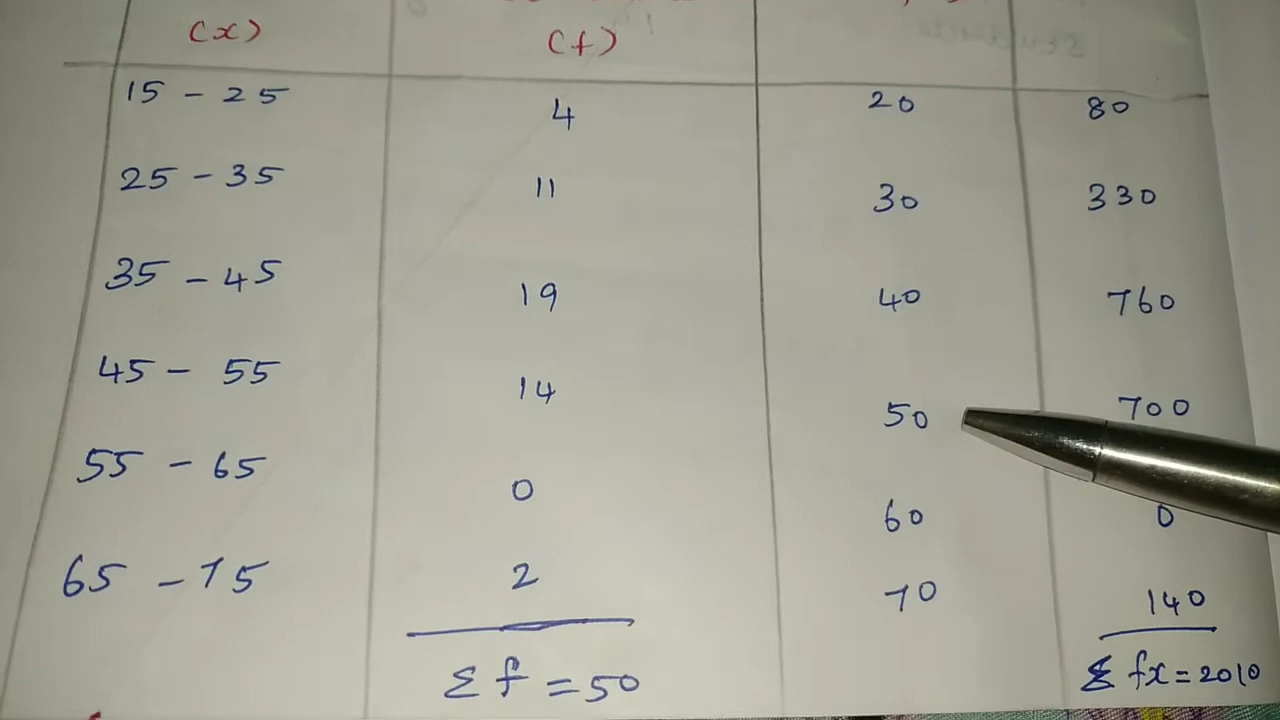 (x) (f)
15 - 25 4 20 80
25 - 35 11 30 330
35 - 45 19 40 760
45 - 55 14 50 700
55 - 65 0 60 0
65 - 75 2 70 140
Σf = 50 Σfx = 2010